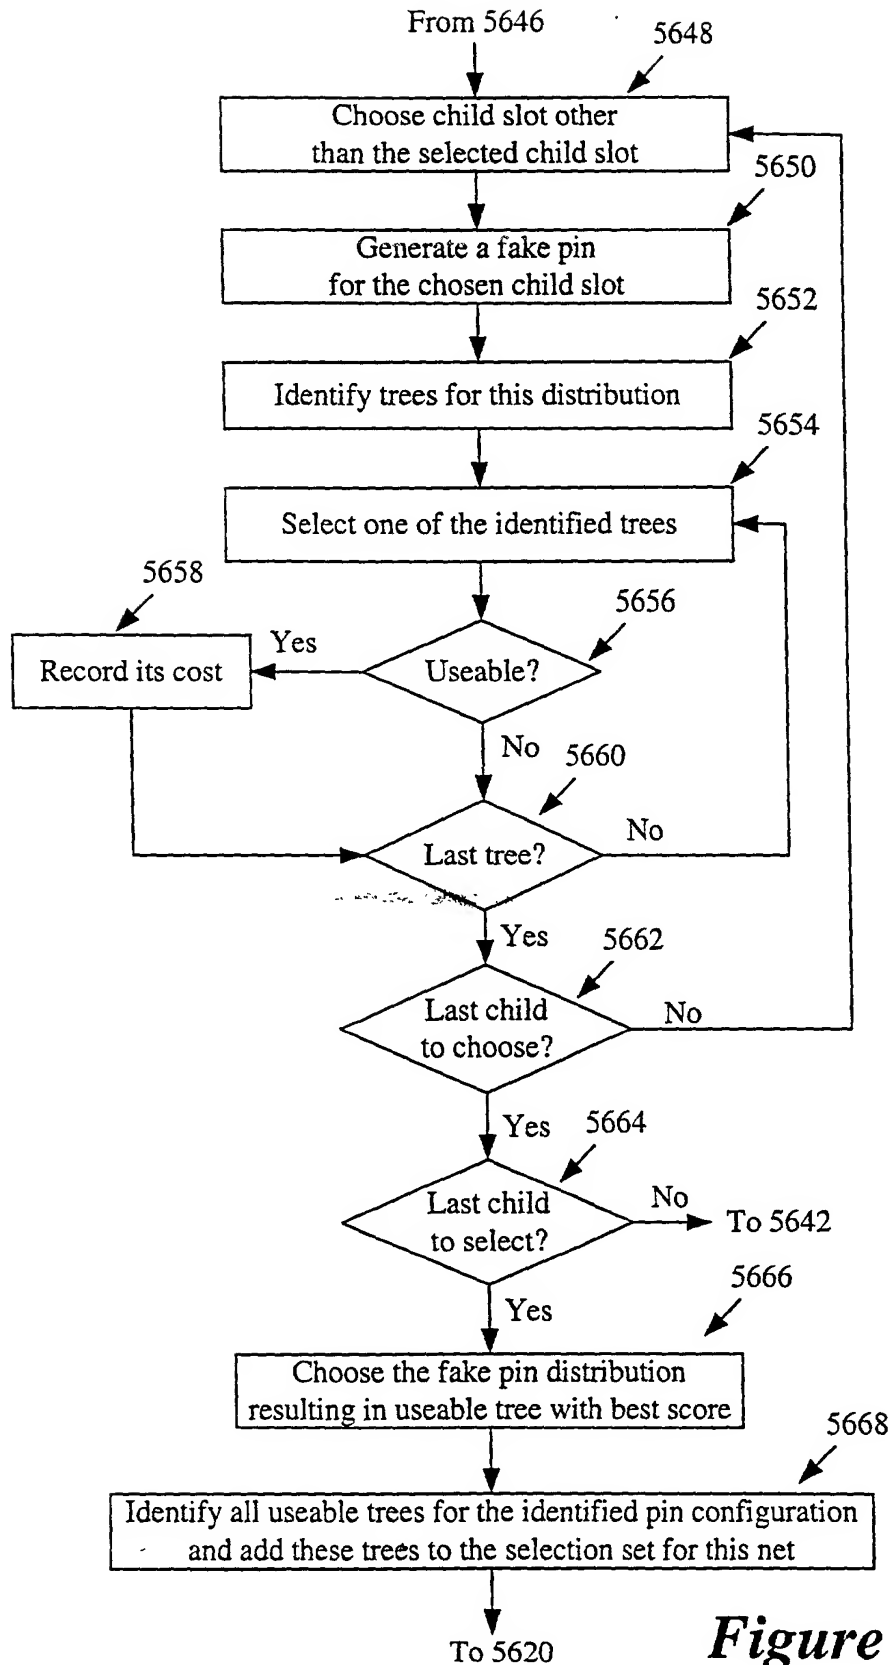 From 5646
5648
Choose child slot other
than the selected child slot
5650
Generate a fake pin
for the chosen child slot
5652
Identify trees for this distribution
5654
Select one of the identified trees
5658
5656
Record its cost
Yes
Useable?
No
5660
Last tree?
No
Yes
5662
Last child
to choose?
No
Yes
5664
Last child
to select?
No
To 5642
5666
Yes
Choose the fake pin distribution
resulting in useable tree with best score
5668
Identify all useable trees for the identified pin configuration
and add these trees to the selection set for this net
To 5620
Figure